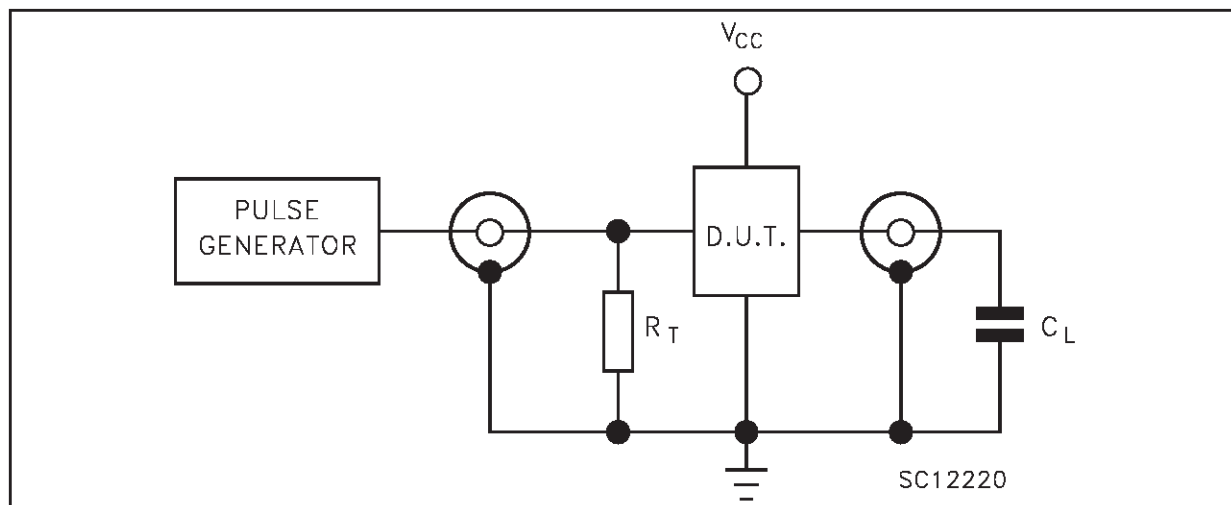 VCC
PULSE
GENERATOR
D.U.T.
RT
CL
SC12220